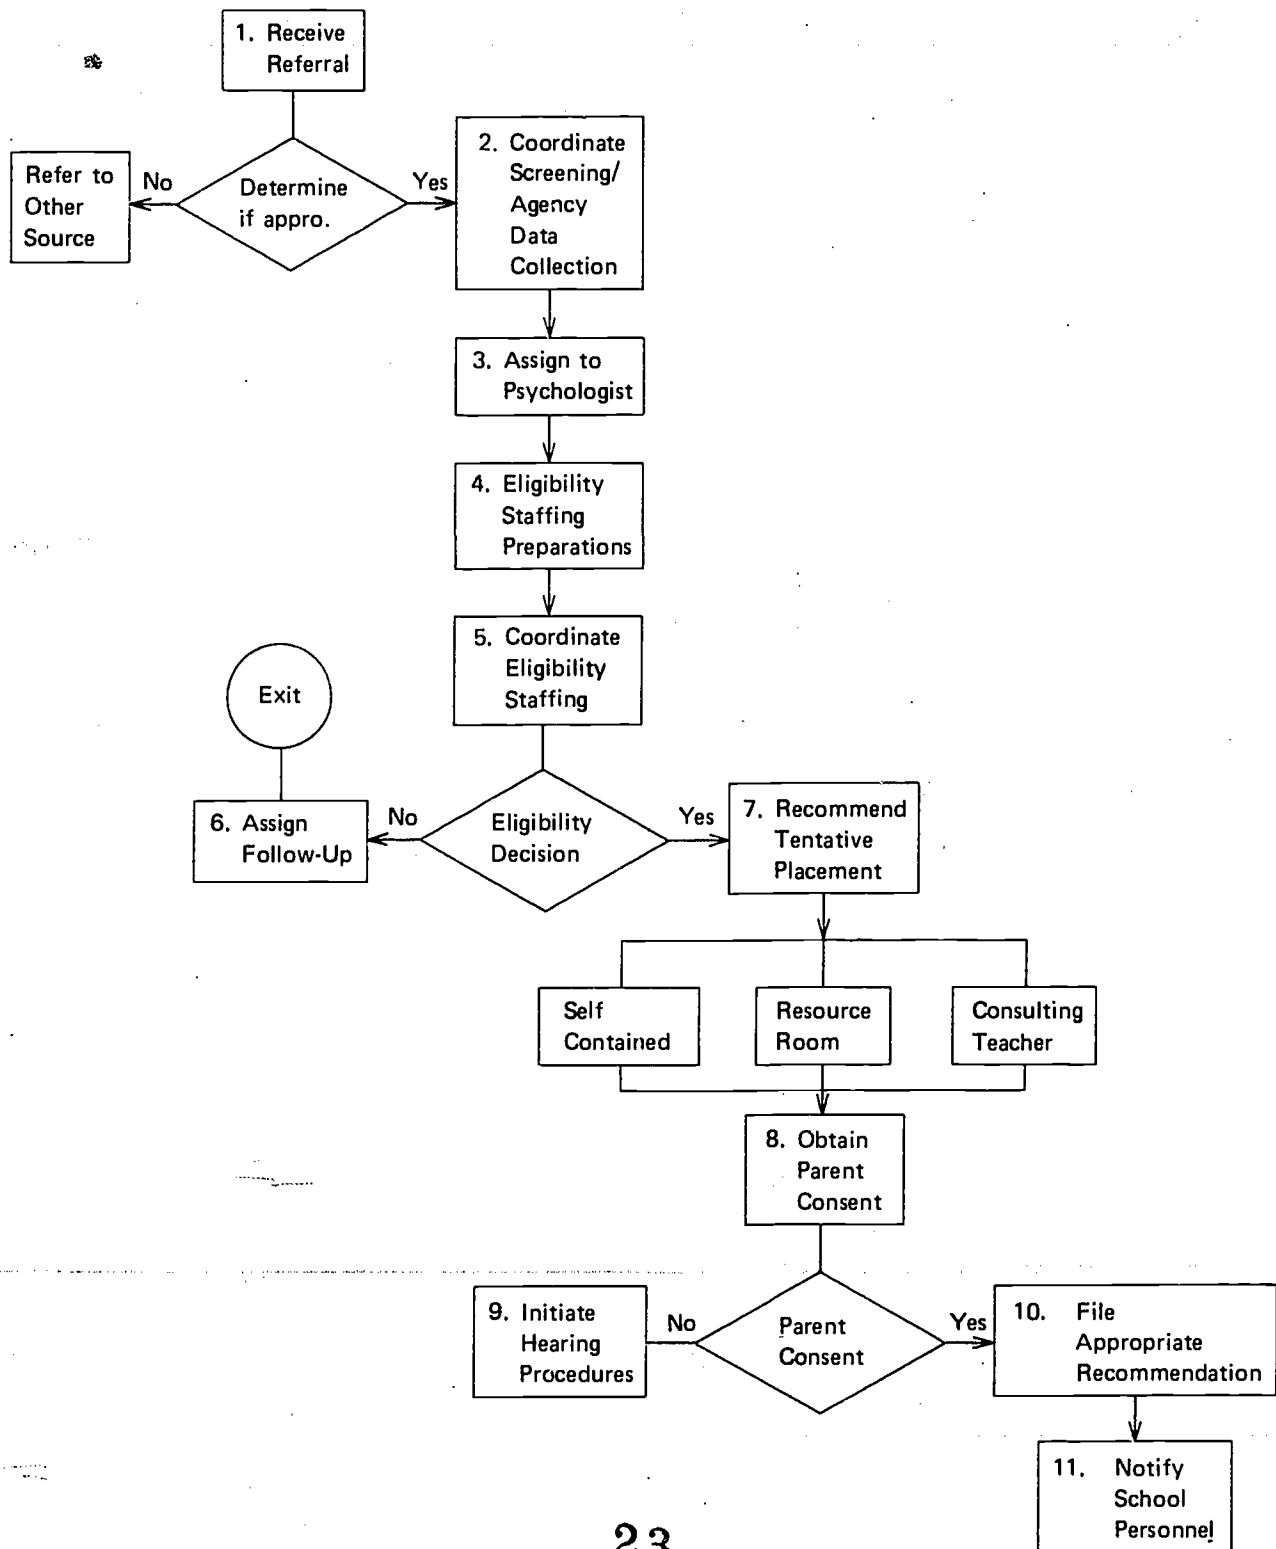 1. Receive
Referral
Determine
if appro.
No
Yes
Refer to
Other
Source
2. Coordinate
Screening/
Agency
Data
Collection
3. Assign to
Psychologist
4. Eligibility
Staffing
Preparations
5. Coordinate
Eligibility
Staffing
Exit
6. Assign
Follow-Up
No
Eligibility
Decision
Yes
7. Recommend
Tentative
Placement
Self
Contained
Resource
Room
Consulting
Teacher
8. Obtain
Parent
Consent
9. Initiate
Hearing
Procedures
No
Parent
Consent
Yes
10. File
Appropriate
Recommendation
11. Notify
School
Personnel
23